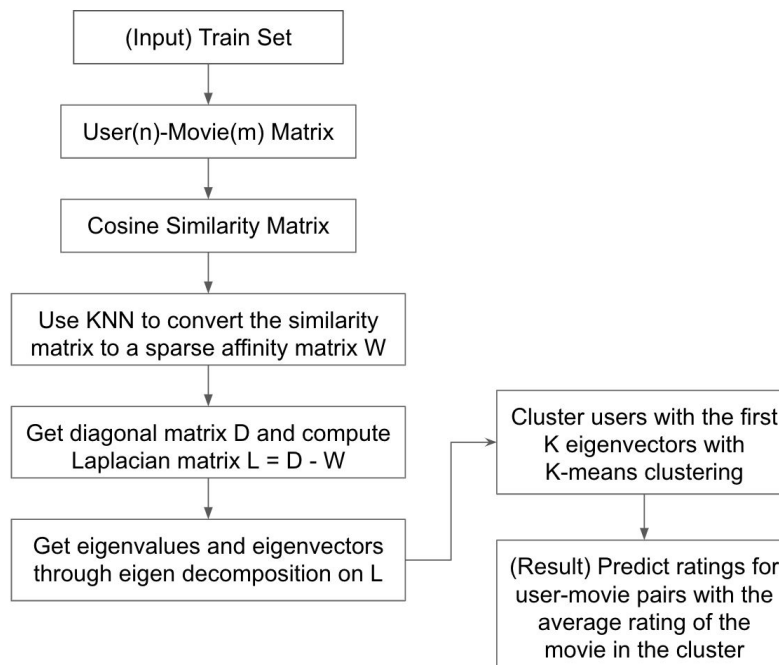 (Input) Train Set
User(n)-Movie(m) Matrix
Cosine Similarity Matrix
Use KNN to convert the similarity
matrix to a sparse affinity matrix W
Get diagonal matrix D and compute
Laplacian matrix L = D - W
Get eigenvalues and eigenvectors
through eigen decomposition on L
Cluster users with the first
K eigenvectors with
K-means clustering
(Result) Predict ratings for
user-movie pairs with the
average rating of the
movie in the cluster